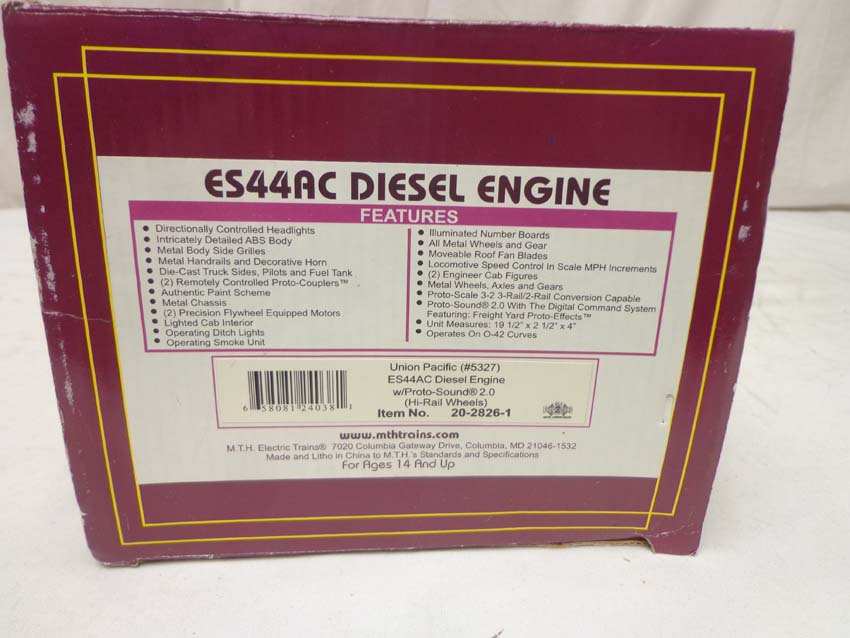 ES44AC DIESEL ENGINE
FEATURES
• Directionally Controlled Headlights
• Intricately Detailed ABS Body
• Metal Body Side Grilles
• Metal Handrails and Decorative Horn
• Die-Cast Truck Sides, Pilots and Fuel Tank
• (2) Remotely Controlled Proto-Couplers™
• Authentic Paint Scheme
• Metal Chassis
• (2) Precision Flywheel Equipped Motors
• Lighted Cab Interior
• Operating Ditch Lights
• Operating Smoke Unit
• Illuminated Number Boards
• All Metal Wheels and Gear
• Moveable Roof Fan Blades
• Locomotive Speed Control In Scale MPH Increments
• (2) Engineer Cab Figures
• Metal Wheels, Axles and Gears
• Proto-Scale 3-2 3-Rail/2-Rail Conversion Capable
• Proto-Sound® 2.0 With The Digital Command System
Featuring: Freight Yard Proto-Effects™
• Unit Measures: 19 1/2" x 2 1/2" x 4"
• Operates On O-42 Curves
Union Pacific (#5327)
ES44AC Diesel Engine
w/Proto-Sound® 2.0
(Hi-Rail Wheels)
Item No. 20-2826-1
6 58081 24038 1
www.mthtrains.com
M.T.H. Electric Trains® 7020 Columbia Gateway Drive, Columbia, MD 21046-1532
Made and Litho in China to M.T.H.'s Standards and Specifications
For Ages 14 And Up